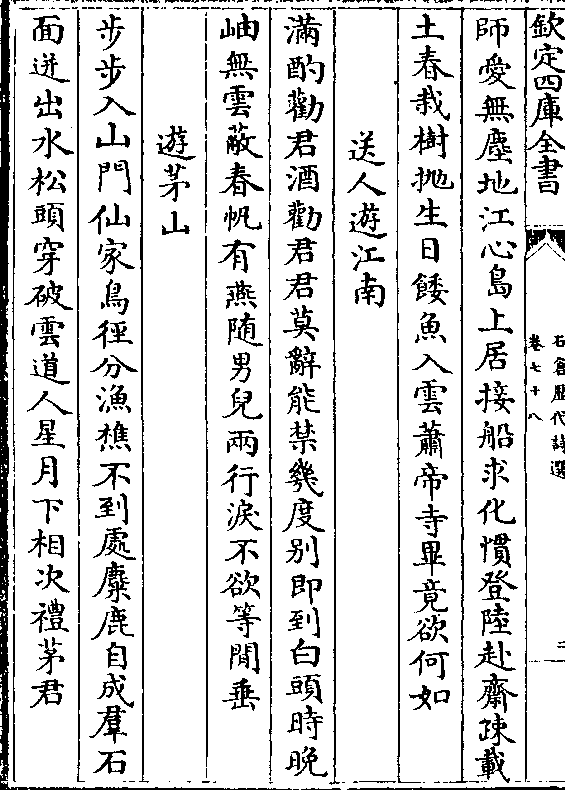 欽定四庫全書
石倉歷代詩選
卷七十八
二
師愛無塵地江心島上居接船求化慣登陸赴齋疎載
土春栽樹拋生日餧魚入雲蕭帝寺畢竟欲何如
送人遊江南
滿酌勸君酒勸君君莫辭能禁幾度别即到白頭時晩
岫無雲蔽春帆有燕隨男兒兩行淚不欲等閒垂
遊茅山
步步入山門仙家鳥徑分漁樵不到處麋鹿自成羣石
面迸出水松頭穿破雲道人星月下相次禮茅君